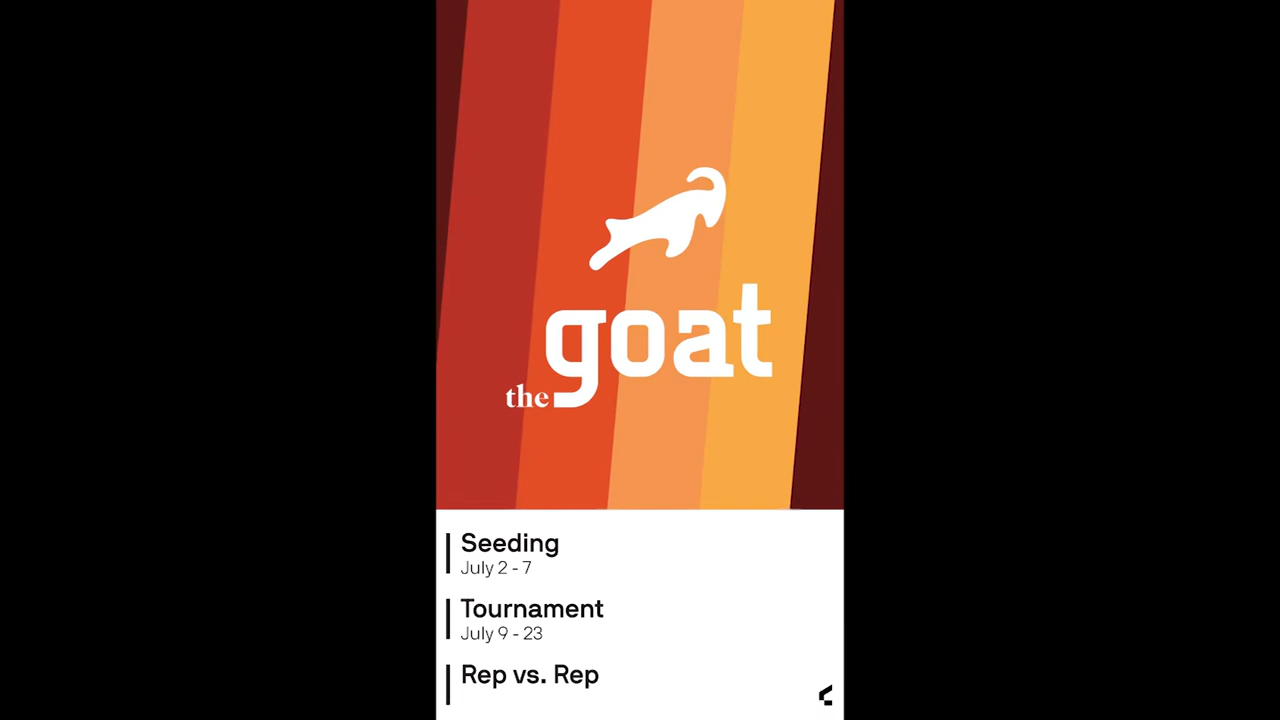 goat
the
Seeding
July 2 - 7
Tournament
July 9 - 23
Rep vs. Rep